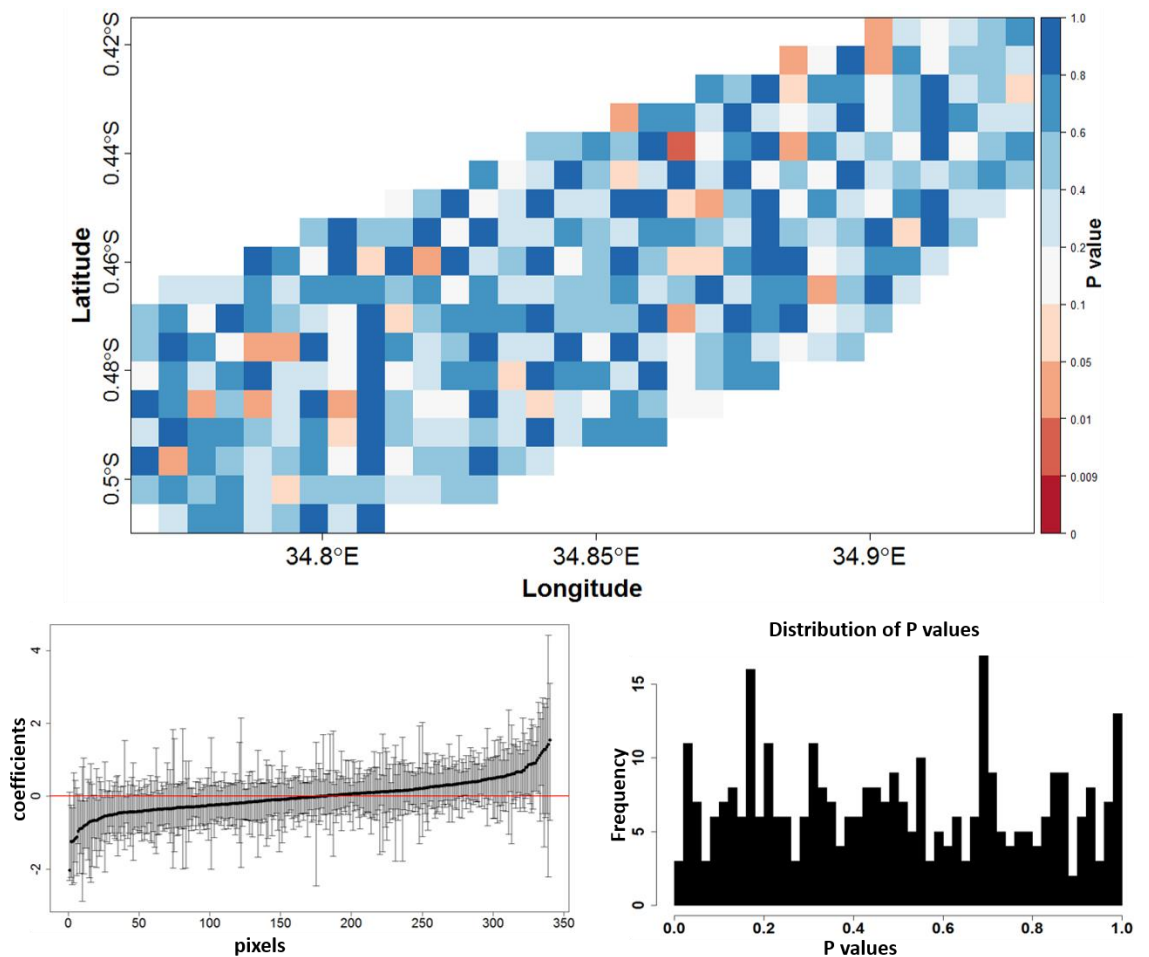 0.42°S
0.44°S
0.46°S
0.48°S
0.5°S
Latitude
34.8°E
34.85°E
34.9°E
Longitude
1.0
0.8
0.6
0.4
0.2
0.1
0.05
0.01
0.009
0
P value
4
2
0
-2
coefficients
0
50
100
150
200
250
300
350
pixels
Distribution of P values
15
10
5
0
Frequency
0.0
0.2
0.4
0.6
0.8
1.0
P values